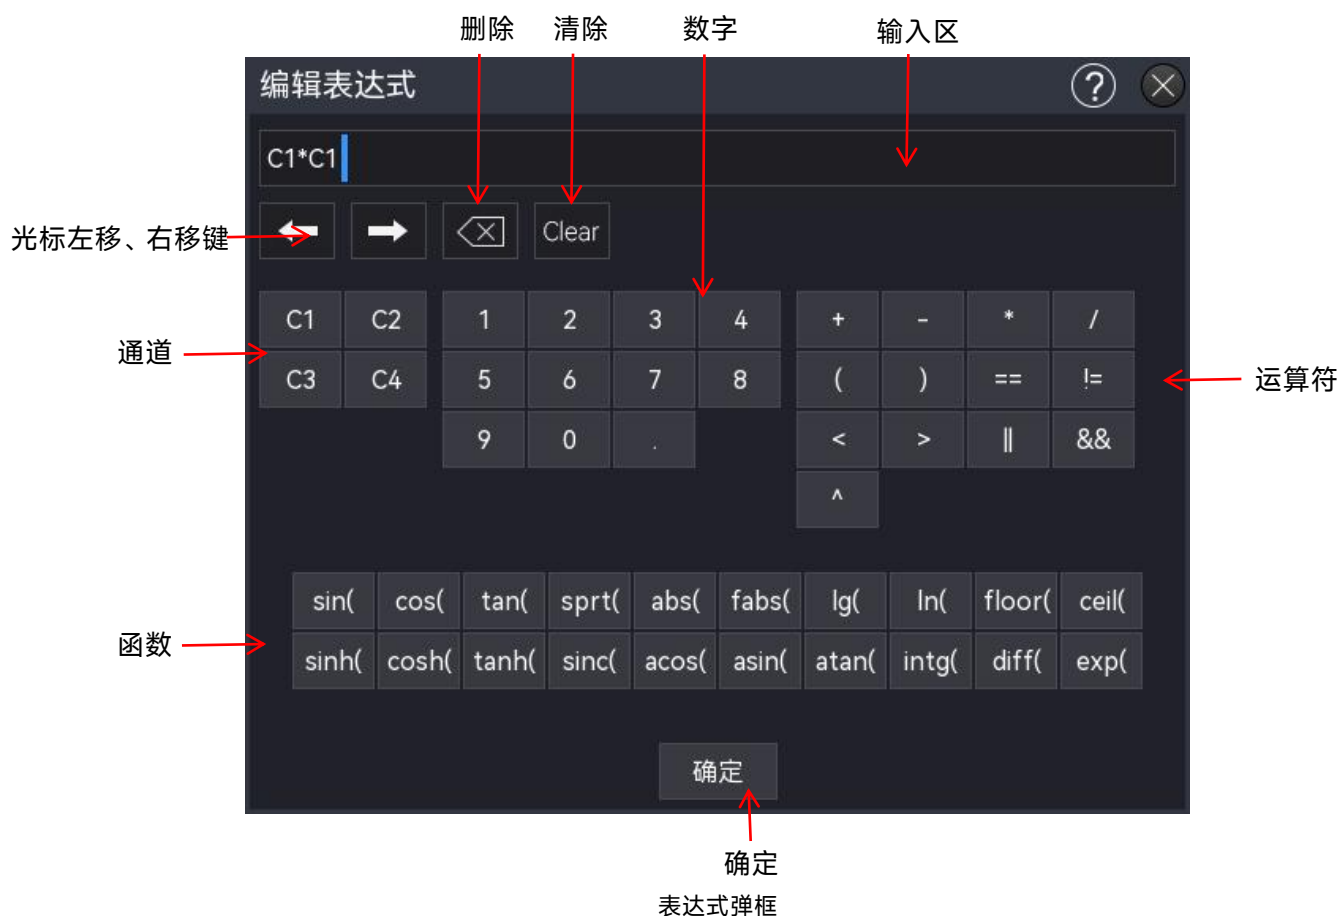 删除 清除 数字 输入区
编辑表达式 ?
C1*C1
光标左移、右移键 Clear
C1 C2 1 2 3 4 + - * /
通道
C3 C4 5 6 7 8 ( ) == !=
运算符
9 0 . < > || &&
^
sin( cos( tan( sprt( abs( fabs( lg( ln( floor( ceil(
函数
sinh( cosh( tanh( sinc( acos( asin( atan( intg( diff( exp(
确定
确定
表达式弹框